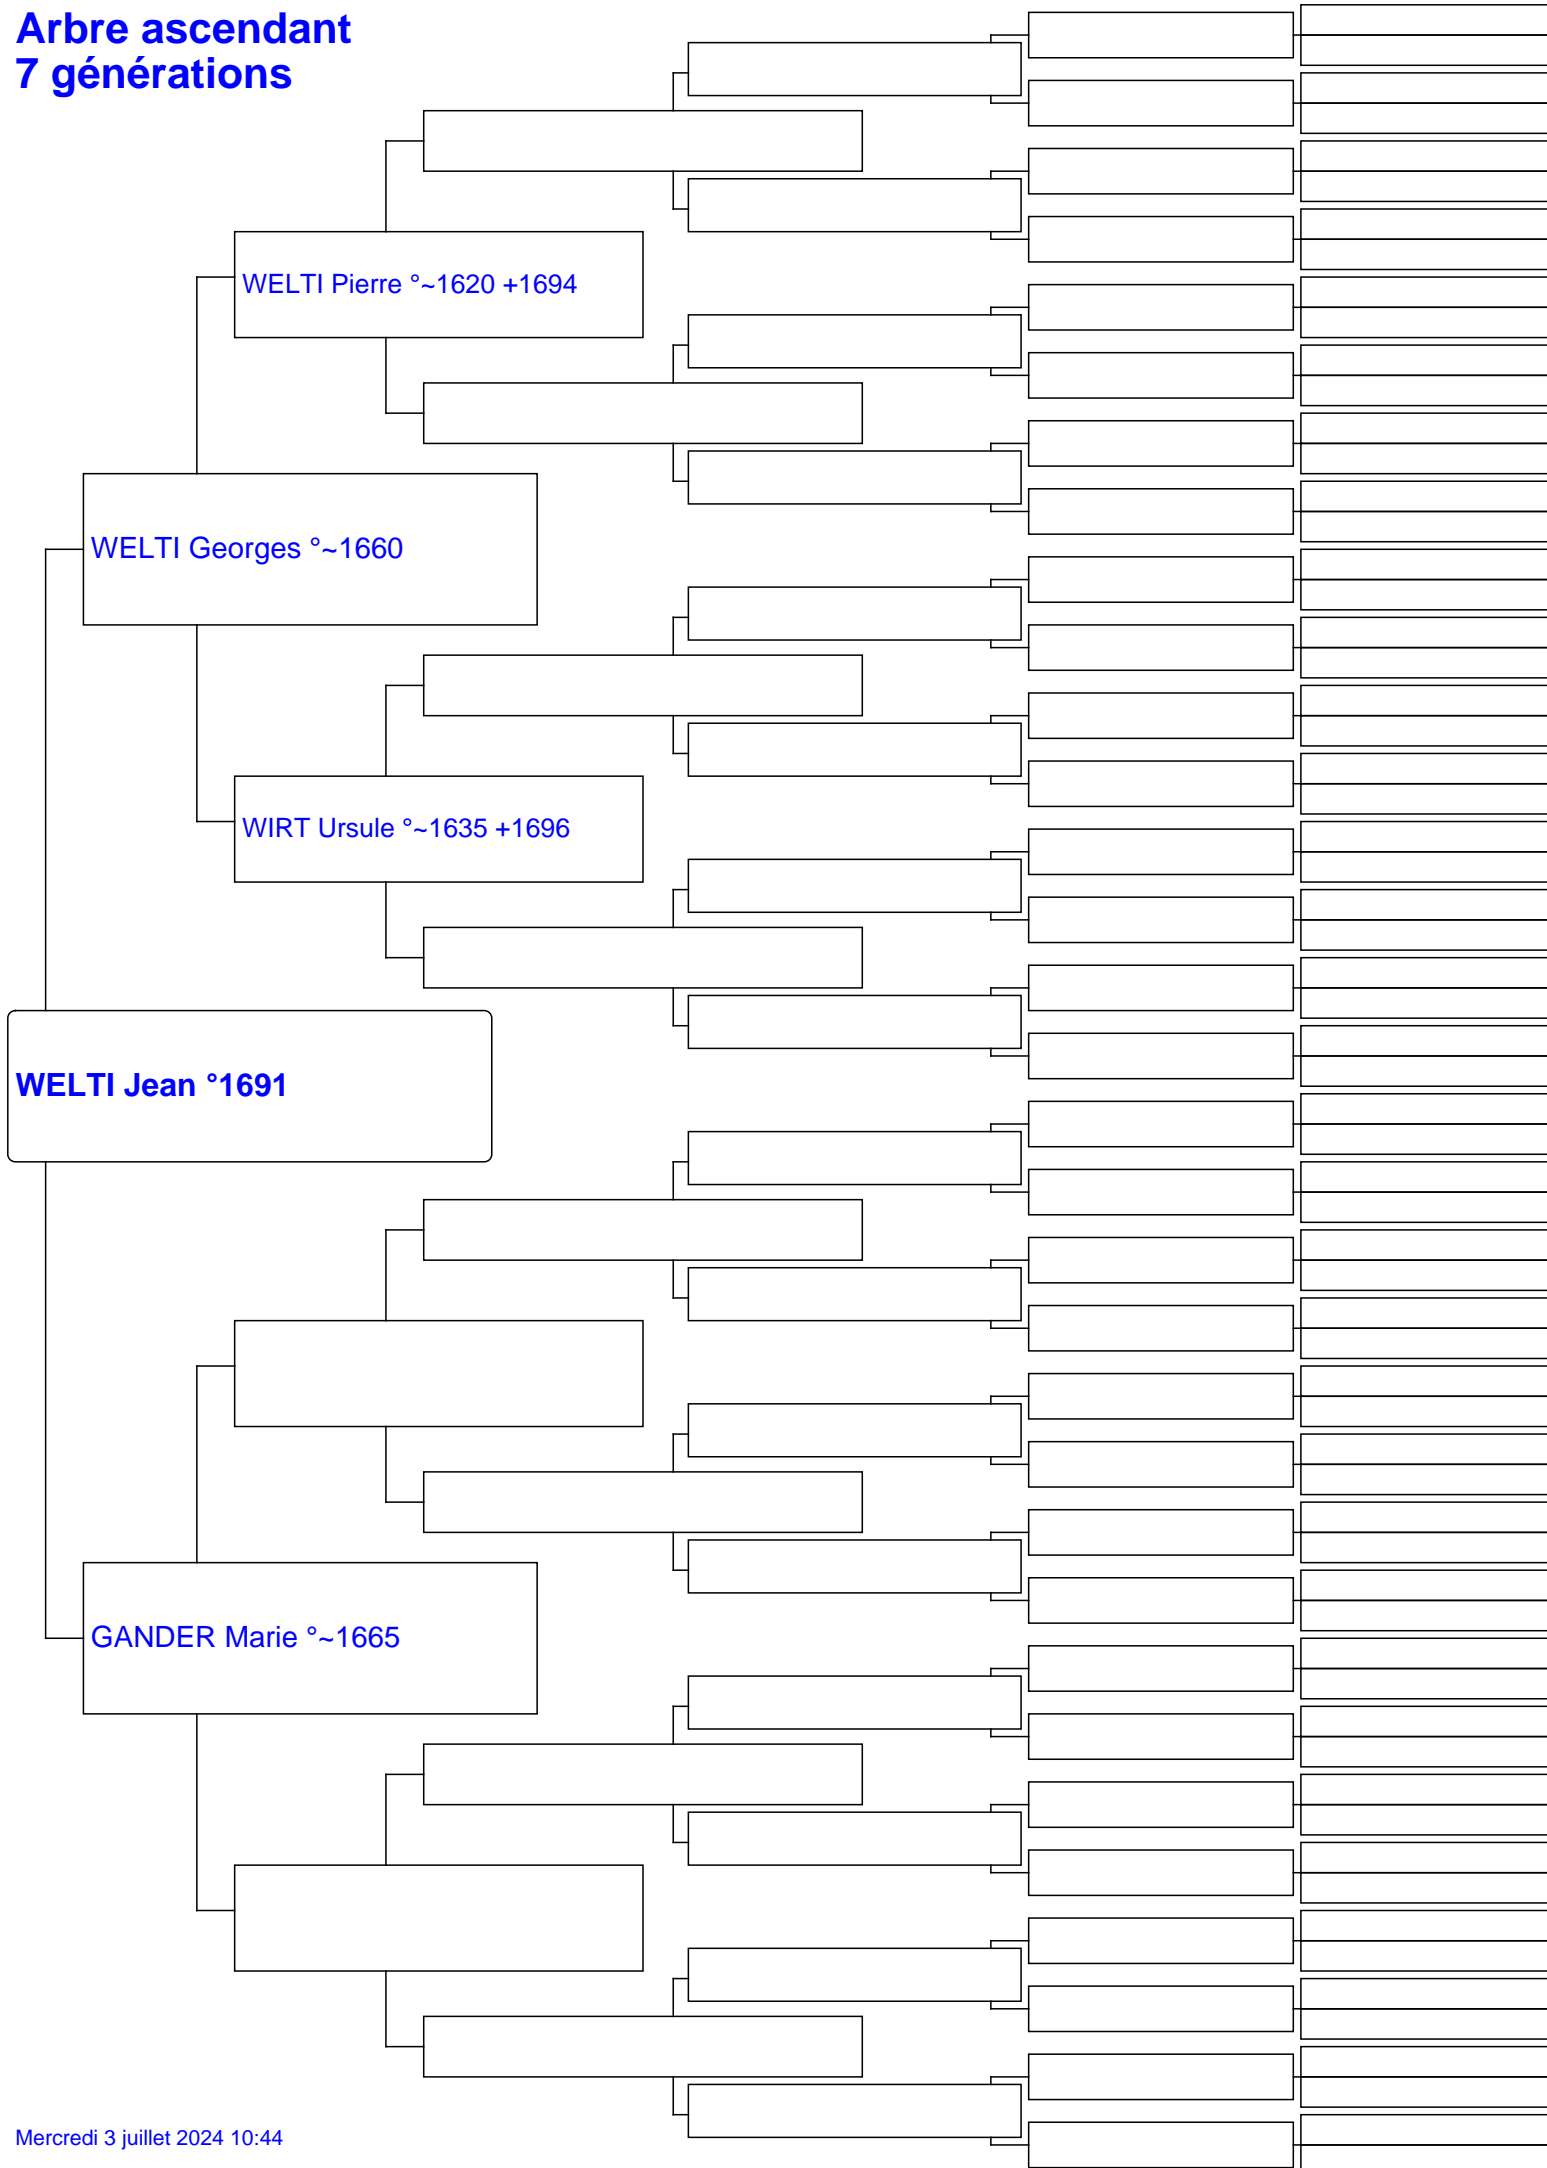 Arbre ascendant
7 générations
WELTI Pierre °~1620 +1694
WELTI Georges °~1660
WIRT Ursule °~1635 +1696
WELTI Jean °1691
GANDER Marie °~1665
Mercredi 3 juillet 2024 10:44